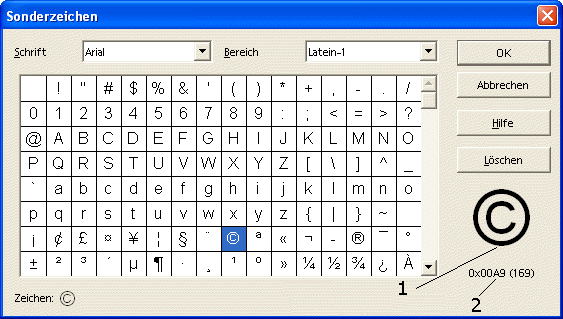 Sonderzeichen
Schrift Arial Bereich Latein-1 OK
Abbrechen
Hilfe
Löschen
! " # $ % & ' ( ) * + , - . /
0 1 2 3 4 5 6 7 8 9 : ; < = > ?
@ A B C D E F G H I J K L M N O
P Q R S T U V W X Y Z [ \ ] ^ _
` a b c d e f g h i j k l m n o
p q r s t u v w x y z { | } ~
¡ ¢ £ ¤ ¥ ¦ § ¨ © ª « ¬ - ® ¯ °
± ² ³ ´ µ ¶ · ¸ ¹ º » ¼ ½ ¾ ¿ À
©
1
0x00A9 (169)
2
Zeichen: ©